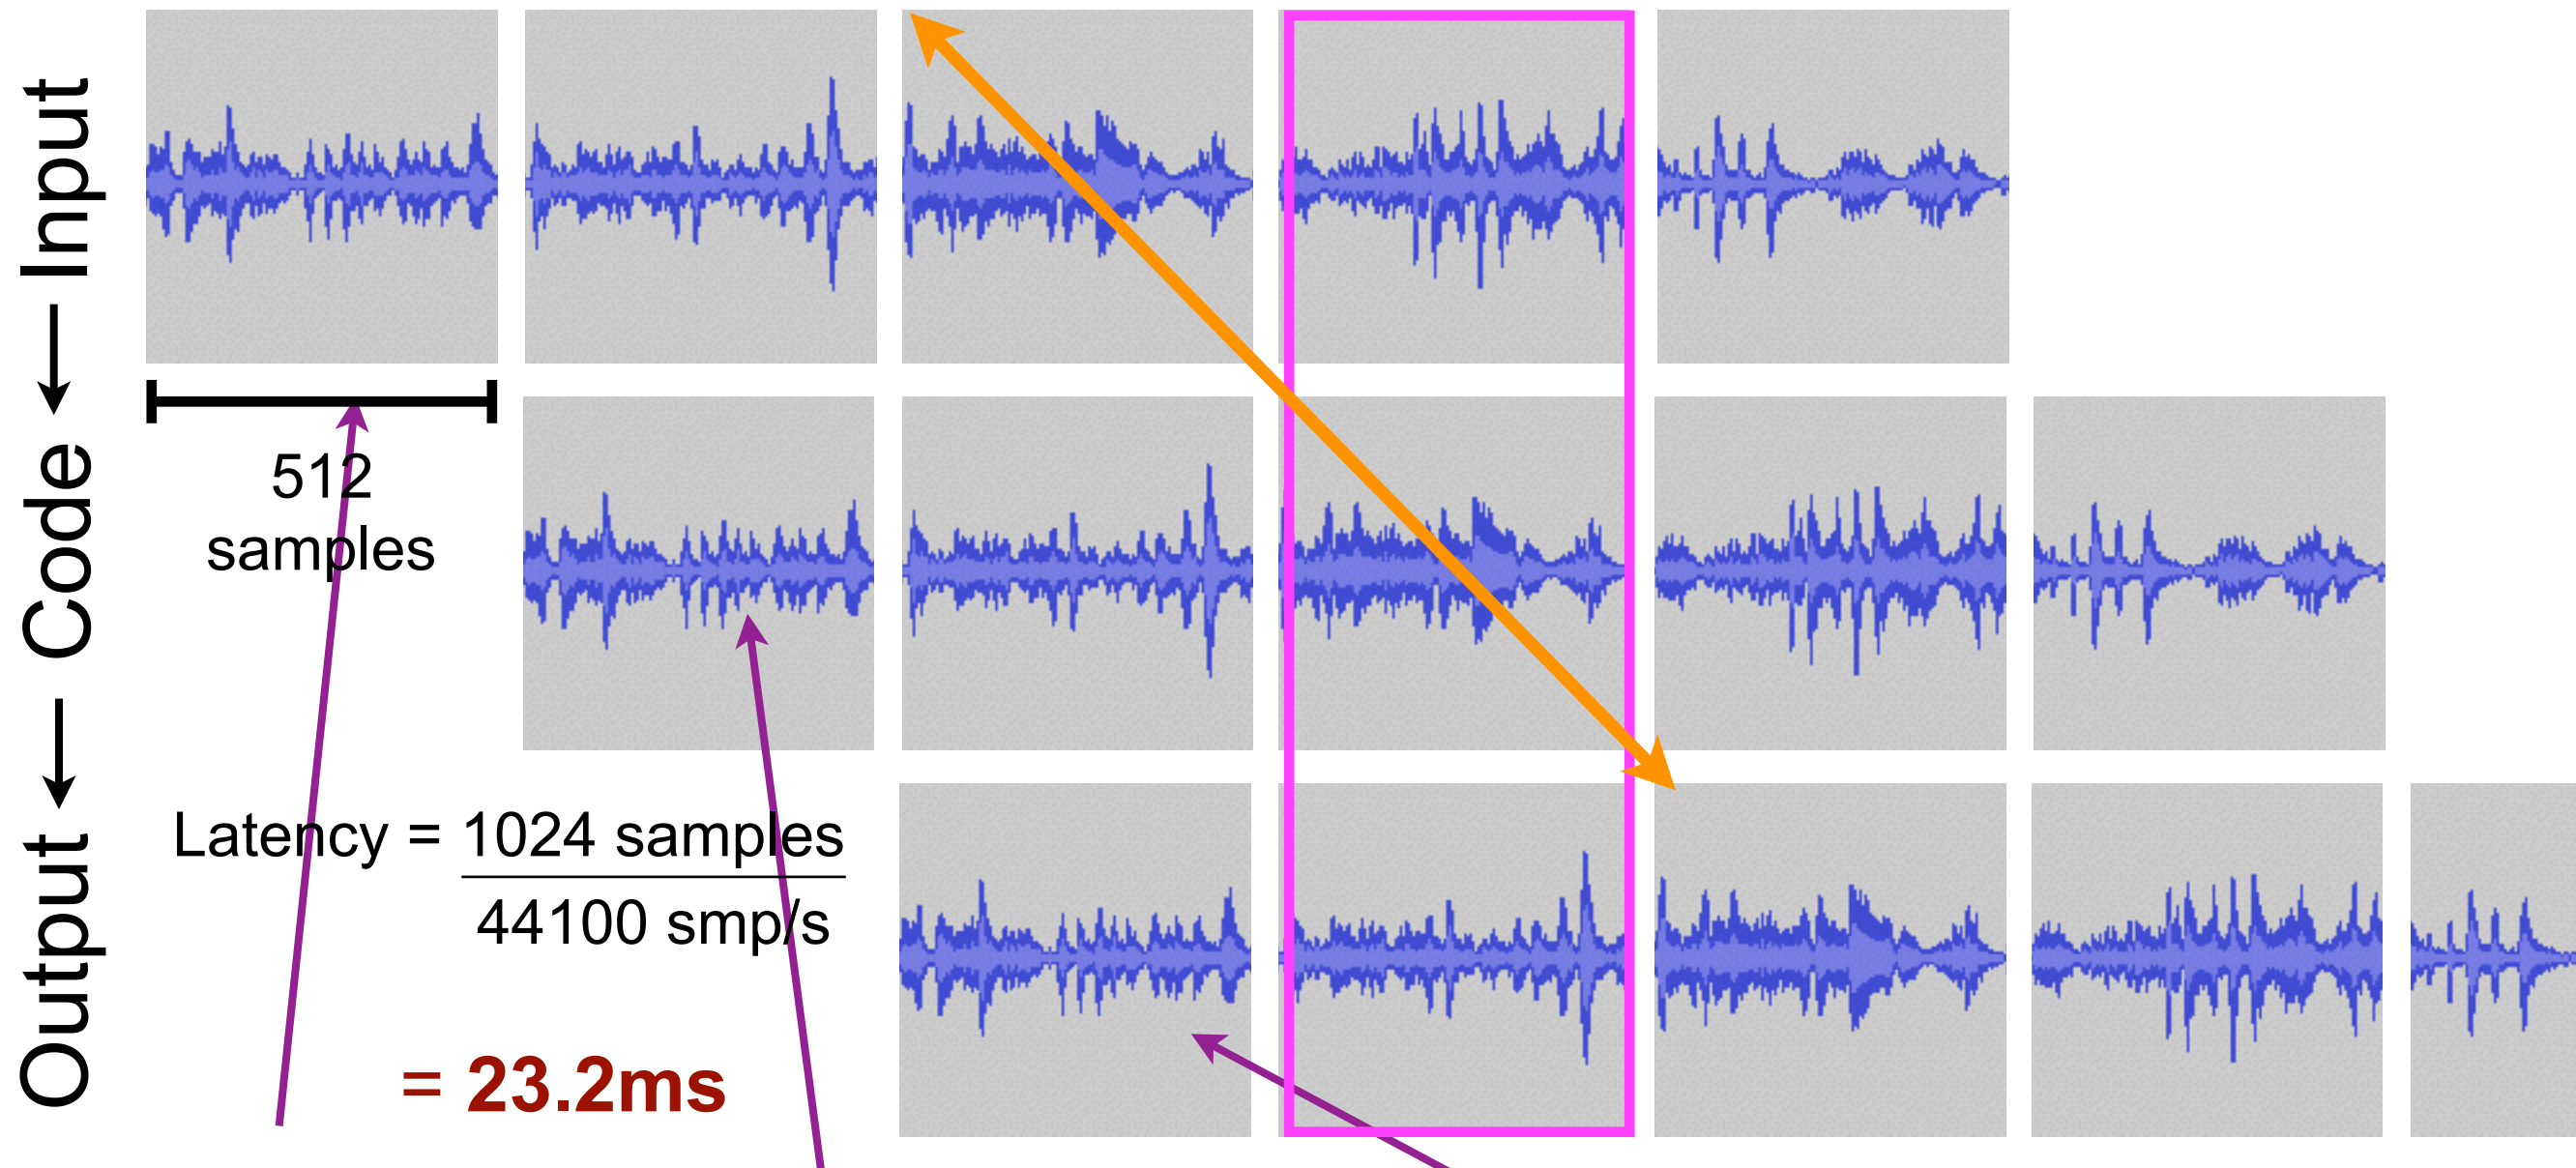 Input
Code
Output
512
samples
Latency = 1024 samples
44100 smp/s
= 23.2ms